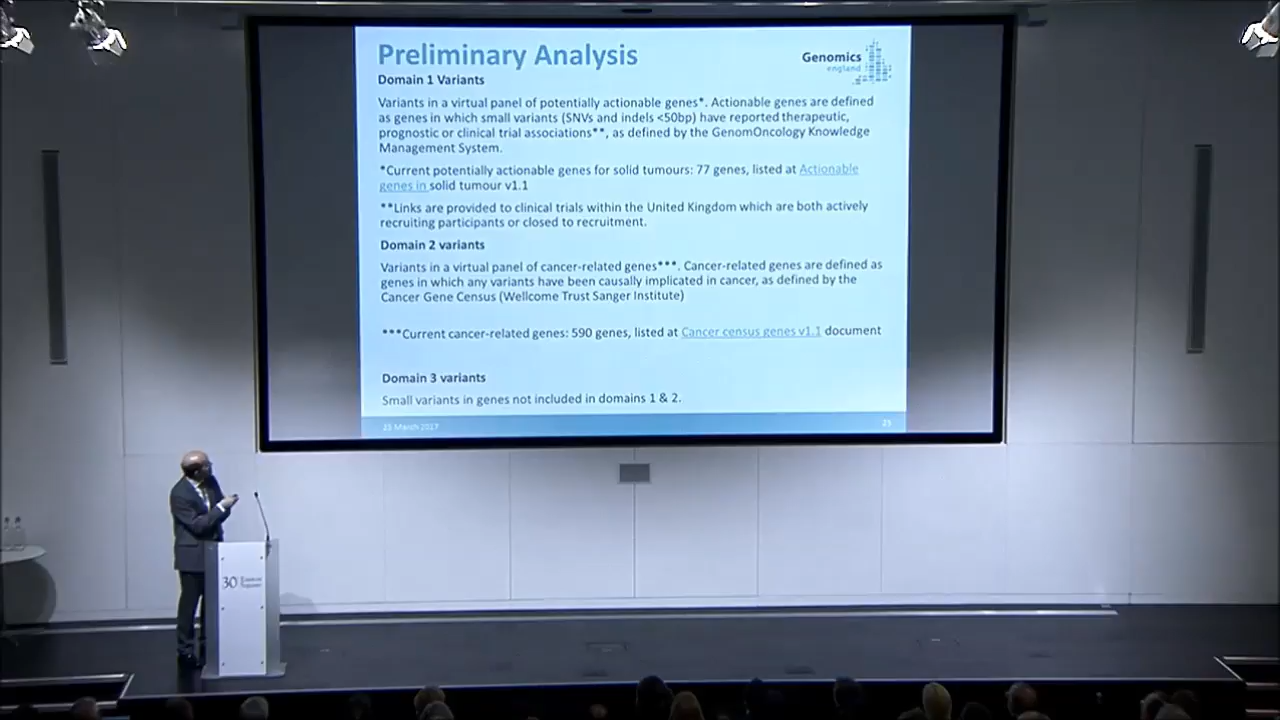 Preliminary Analysis
Genomics
england
Domain 1 Variants
Variants in a virtual panel of potentially actionable genes*. Actionable genes are defined
as genes in which small variants (SNVs and indels <50bp) have reported therapeutic,
prognostic or clinical trial associations**, as defined by the GenomOncology Knowledge
Management System.
*Current potentially actionable genes for solid tumours: 77 genes, listed at Actionable
genes in solid tumour v1.1
**Links are provided to clinical trials within the United Kingdom which are both actively
recruiting participants or closed to recruitment.
Domain 2 variants
Variants in a virtual panel of cancer-related genes***. Cancer-related genes are defined as
genes in which any variants have been causally implicated in cancer, as defined by the
Cancer Gene Census (Wellcome Trust Sanger Institute)
***Current cancer-related genes: 590 genes, listed at Cancer census genes v1.1 document
Domain 3 variants
Small variants in genes not included in domains 1 & 2.
30